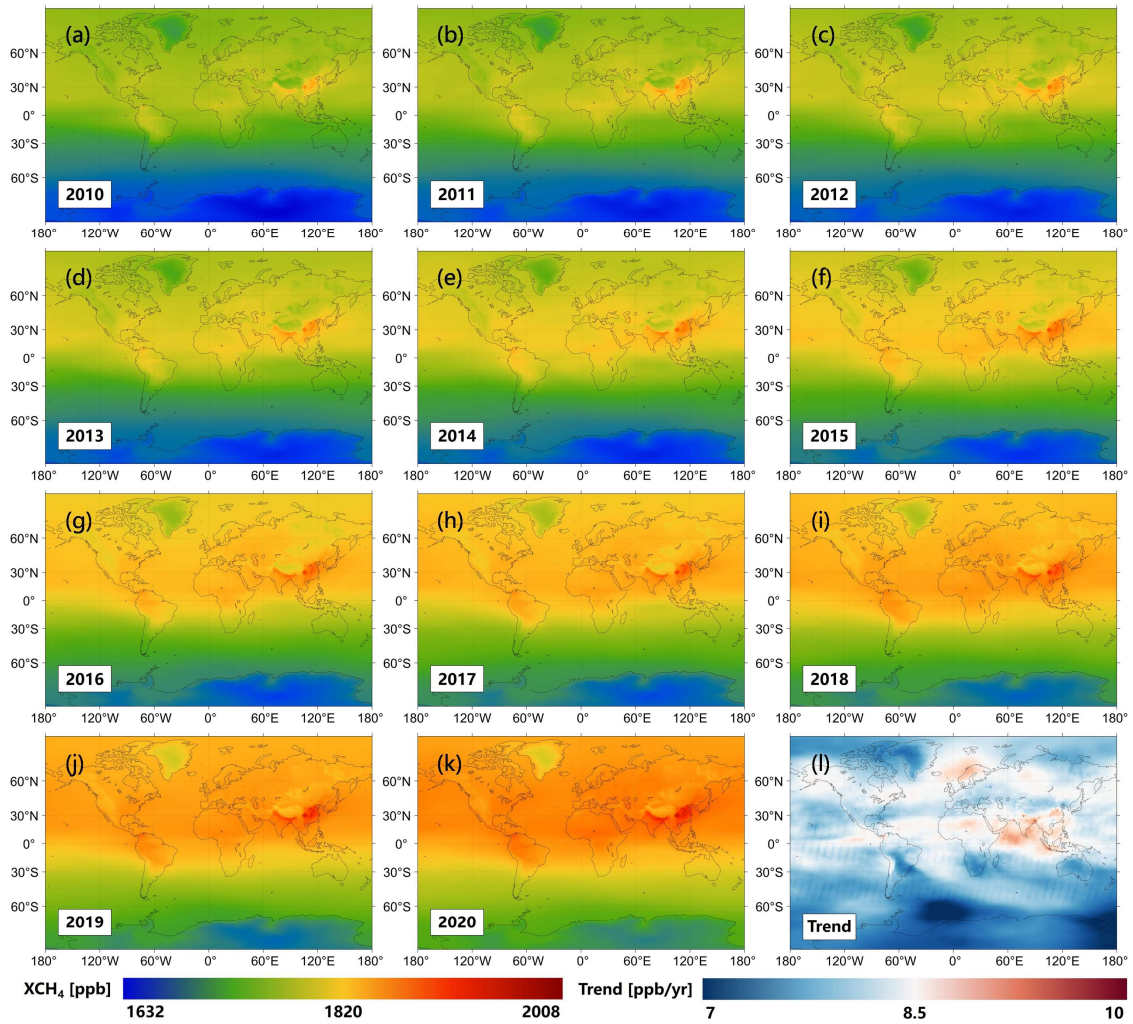 (a) (b) (c)
60°N 60°N 60°N
30°N 30°N 30°N
0° 0° 0°
30°S 30°S 30°S
60°S 60°S 60°S
2010 2011 2012
180° 120°W 60°W 0° 60°E 120°E 180° 180° 120°W 60°W 0° 60°E 120°E 180° 180° 120°W 60°W 0° 60°E 120°E 180°
(d) (e) (f)
60°N 60°N 60°N
30°N 30°N 30°N
0° 0° 0°
30°S 30°S 30°S
60°S 60°S 60°S
2013 2014 2015
180° 120°W 60°W 0° 60°E 120°E 180° 180° 120°W 60°W 0° 60°E 120°E 180° 180° 120°W 60°W 0° 60°E 120°E 180°
(g) (h) (i)
60°N 60°N 60°N
30°N 30°N 30°N
0° 0° 0°
30°S 30°S 30°S
60°S 60°S 60°S
2016 2017 2018
180° 120°W 60°W 0° 60°E 120°E 180° 180° 120°W 60°W 0° 60°E 120°E 180° 180° 120°W 60°W 0° 60°E 120°E 180°
(j) (k) (l)
60°N 60°N 60°N
30°N 30°N 30°N
0° 0° 0°
30°S 30°S 30°S
60°S 60°S 60°S
2019 2020 Trend
180° 120°W 60°W 0° 60°E 120°E 180° 180° 120°W 60°W 0° 60°E 120°E 180° 180° 120°W 60°W 0° 60°E 120°E 180°
XCH₄ [ppb] Trend [ppb/yr]
1632 1820 2008 7 8.5 10